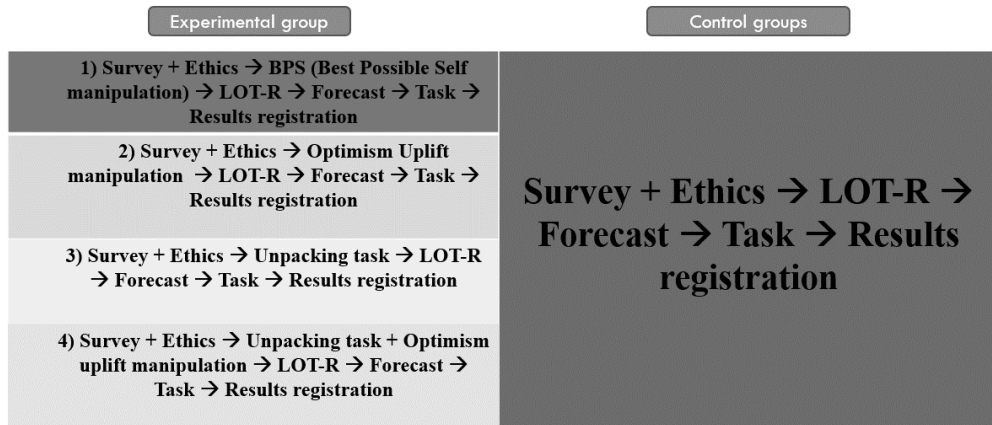 Experimental group
Control groups
1) Survey + Ethics → BPS (Best Possible Self
manipulation) → LOT-R → Forecast → Task →
Results registration
2) Survey + Ethics → Optimism Uplift
manipulation → LOT-R → Forecast → Task →
Results registration
3) Survey + Ethics → Unpacking task → LOT-R
→ Forecast → Task → Results registration
4) Survey + Ethics → Unpacking task + Optimism
uplift manipulation → LOT-R → Forecast →
Task → Results registration
Survey + Ethics → LOT-R →
Forecast → Task → Results
registration